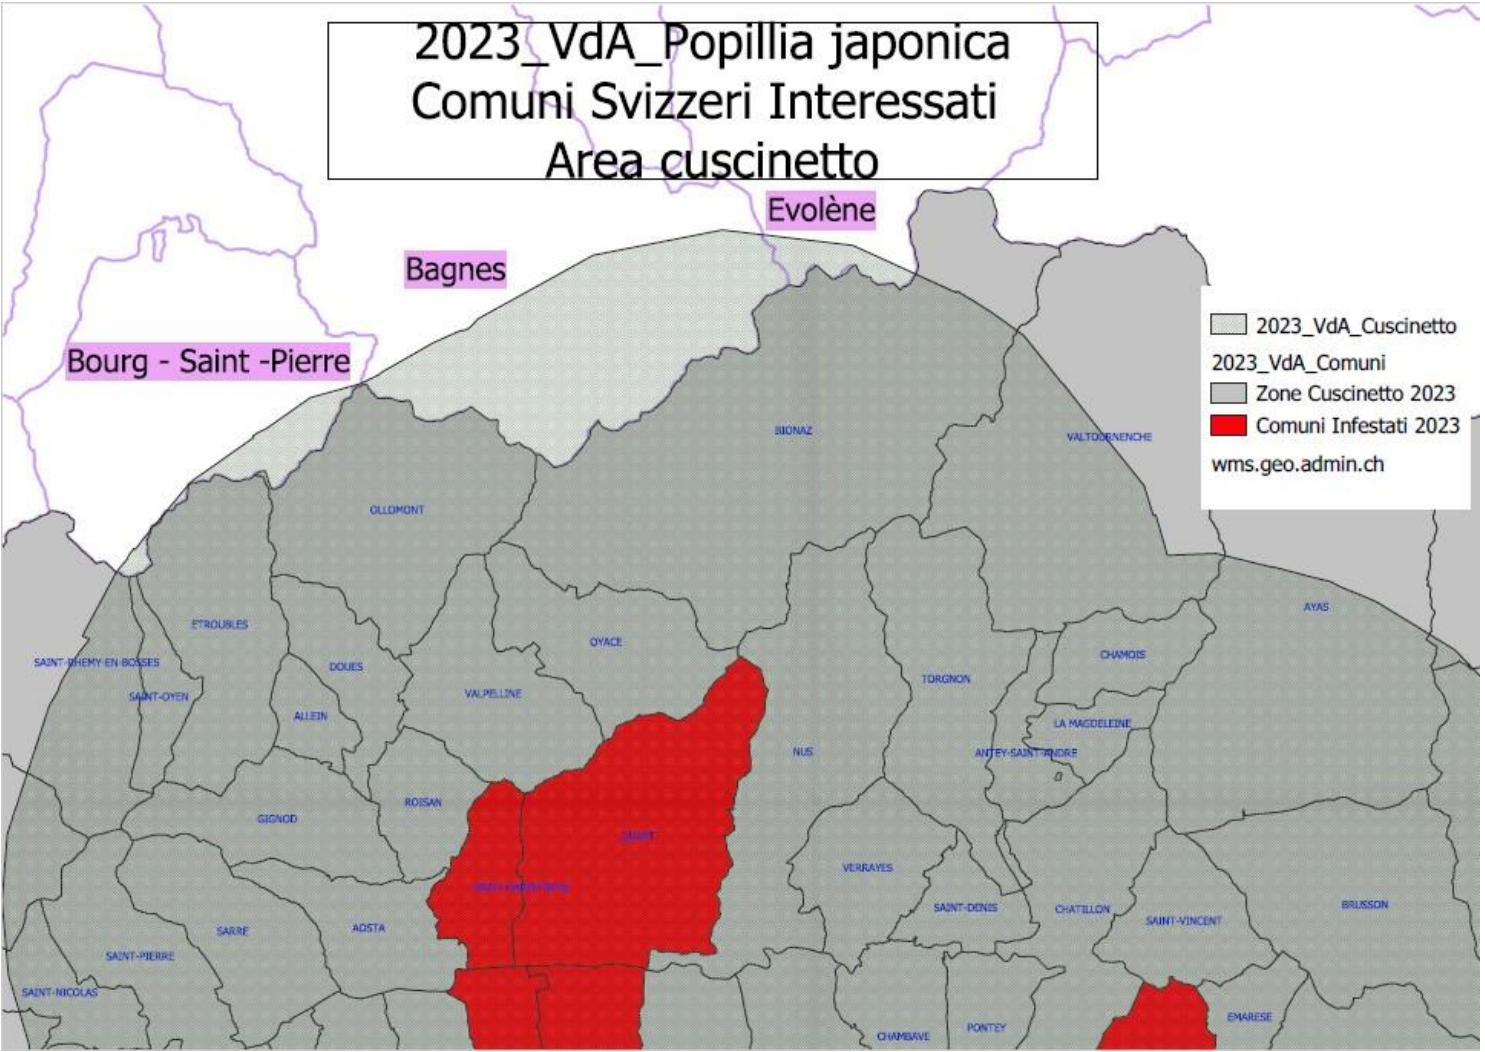 2023_VdA_Popillia japonica
Comuni Svizzeri Interessati
Area cuscinetto
Evolène
Bagnes
Bourg - Saint -Pierre
2023_VdA_Cuscinetto
2023_VdA_Comuni
Zone Cuscinetto 2023
Comuni Infestati 2023
wms.geo.admin.ch
BIONAZ
VALTOURNENCHE
OLLOMONT
AYAS
ETROUBLES
OYACE
SAINT-RHEMY-EN-BOSSES
DOUES
CHAMOIS
SAINT-OYEN
VALPELLINE
TORGNON
ALLEIN
LA MAGDELEINE
NUS
ANTEY-SAINT-ANDRE
ROISAN
GIGNOD
QUART
VERRAYES
SAINT-DENIS
CHATILLON
BRUSSON
SAINT-VINCENT
SARRE
AOSTA
SAINT-PIERRE
SAINT-NICOLAS
EMARESE
PONTEY
CHAMBAVE